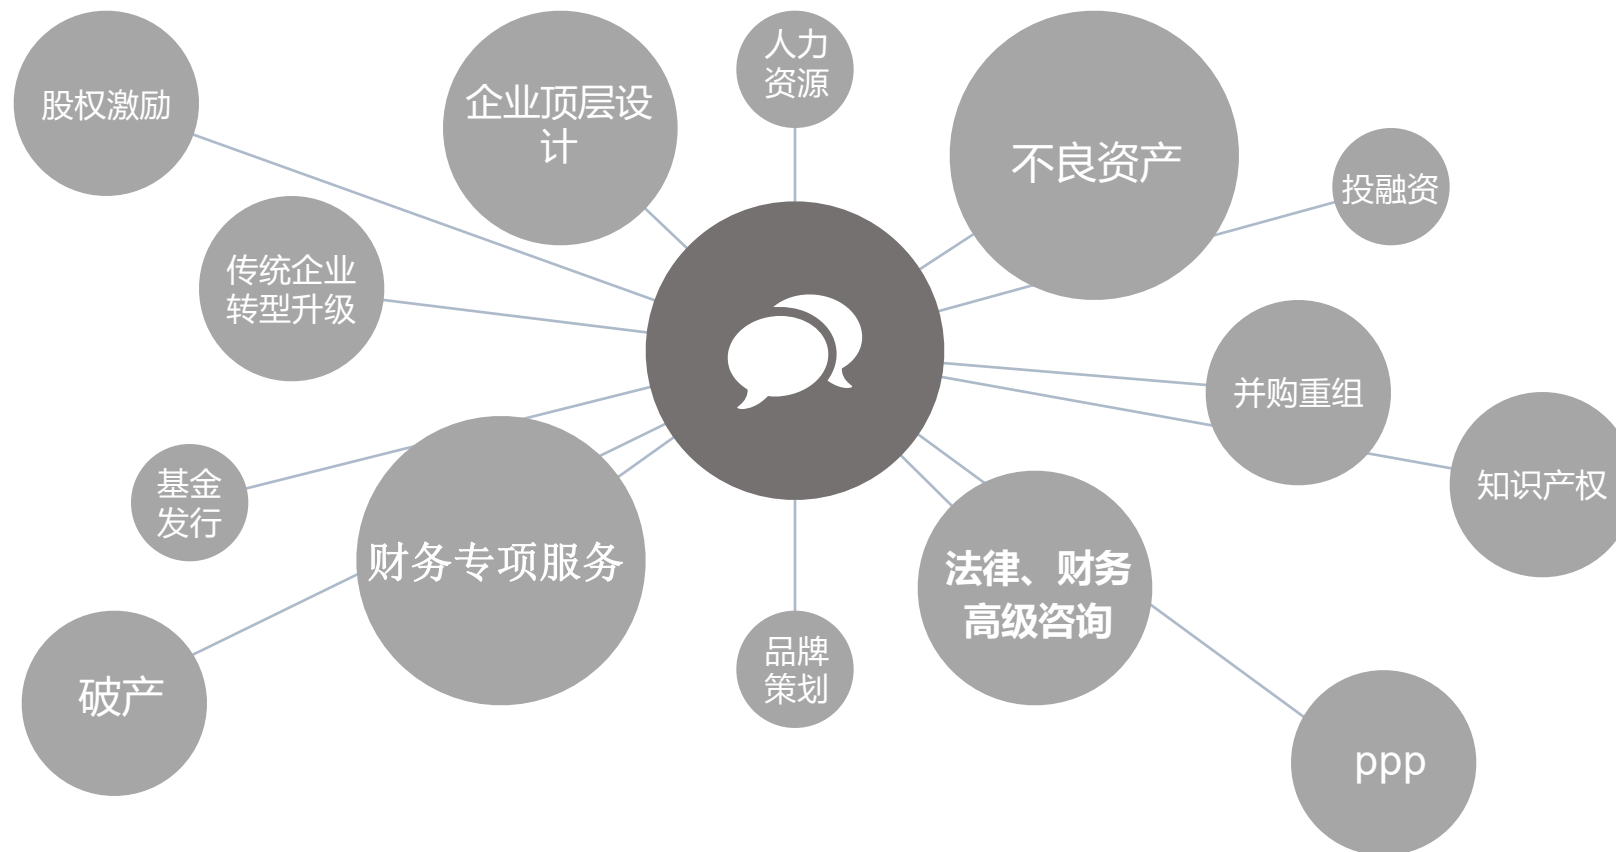 股权激励
企业顶层设
计
人力
资源
不良资产
投融资
传统企业
转型升级
并购重组
知识产权
基金
发行
财务专项服务
法律、财务
高级咨询
品牌
策划
破产
ppp